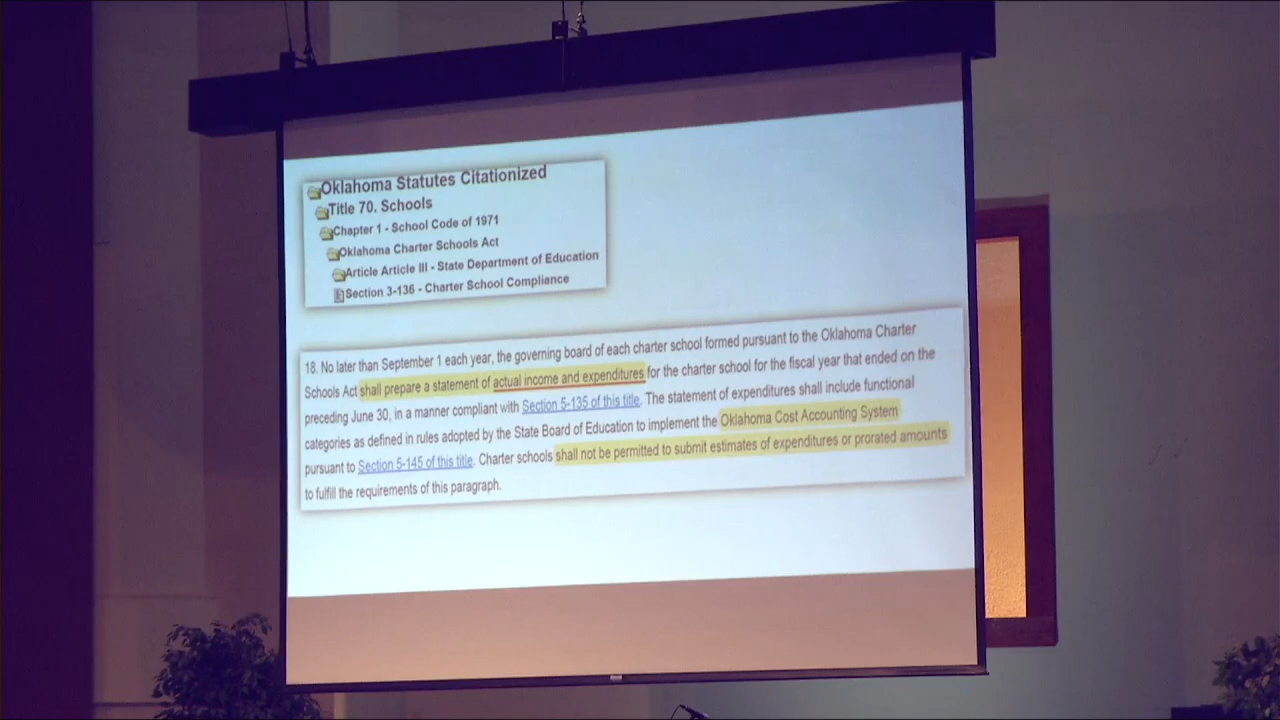 Oklahoma Statutes Citationized
Title 70. Schools
Chapter 1 - School Code of 1971
Oklahoma Charter Schools Act
Article Article III - State Department of Education
Section 3-136 - Charter School Compliance
18. No later than September 1 each year, the governing board of each charter school formed pursuant to the Oklahoma Charter
Schools Act shall prepare a statement of actual income and expenditures for the charter school for the fiscal year that ended on the
preceding June 30, in a manner compliant with Section 5-135 of this title. The statement of expenditures shall include functional
categories as defined in rules adopted by the State Board of Education to implement the Oklahoma Cost Accounting System
pursuant to Section 5-145 of this title. Charter schools shall not be permitted to submit estimates of expenditures or prorated amounts
to fulfill the requirements of this paragraph.